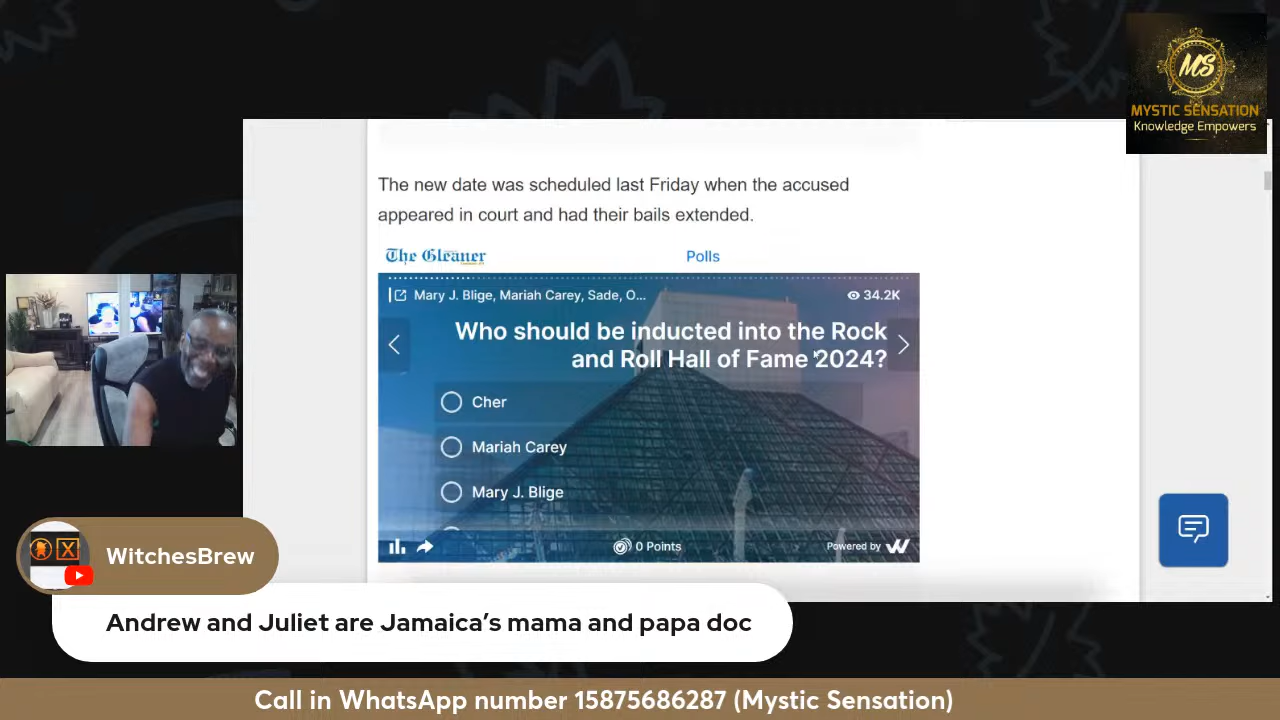 MS
MYSTIC SENSATION
Knowledge Empowers
The new date was scheduled last Friday when the accused
appeared in court and had their bails extended.
The Gleaner
Polls
Mary J. Blige, Mariah Carey, Sade, O...
34.2K
Who should be inducted into the Rock
and Roll Hall of Fame 2024?
Cher
Mariah Carey
Mary J. Blige
0 Points
Powered by
WitchesBrew
Andrew and Juliet are Jamaica’s mama and papa doc
Call in WhatsApp number 15875686287 (Mystic Sensation)